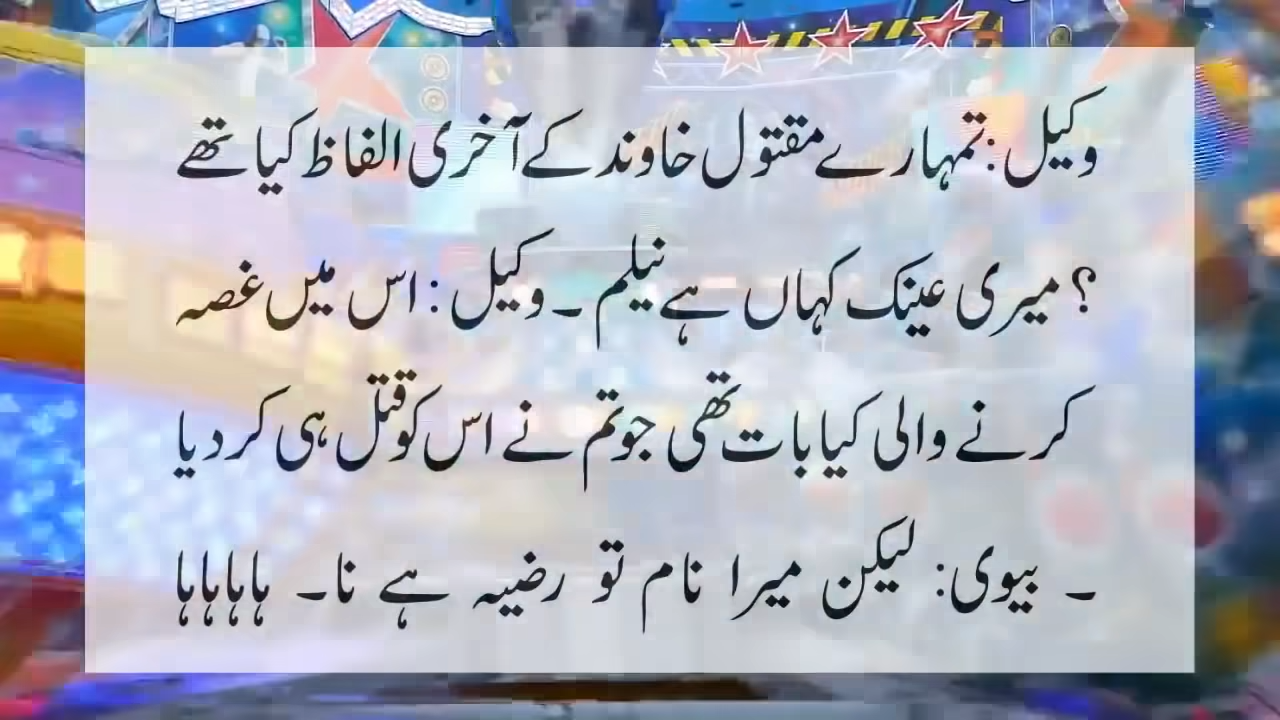 وکیل :تمہارے مقتول خاوند کے آخری الفاظ کیا تھے
؟ میری عینک کہاں ہے نیلم ۔ وکیل : اس میں غصہ
کرنے والی کیا بات تھی جو تم نے اس کو قتل ہی کر دیا
۔ بیوی: لیکن میرا نام تو رضیہ ہے نا۔ ہاہاہاہا